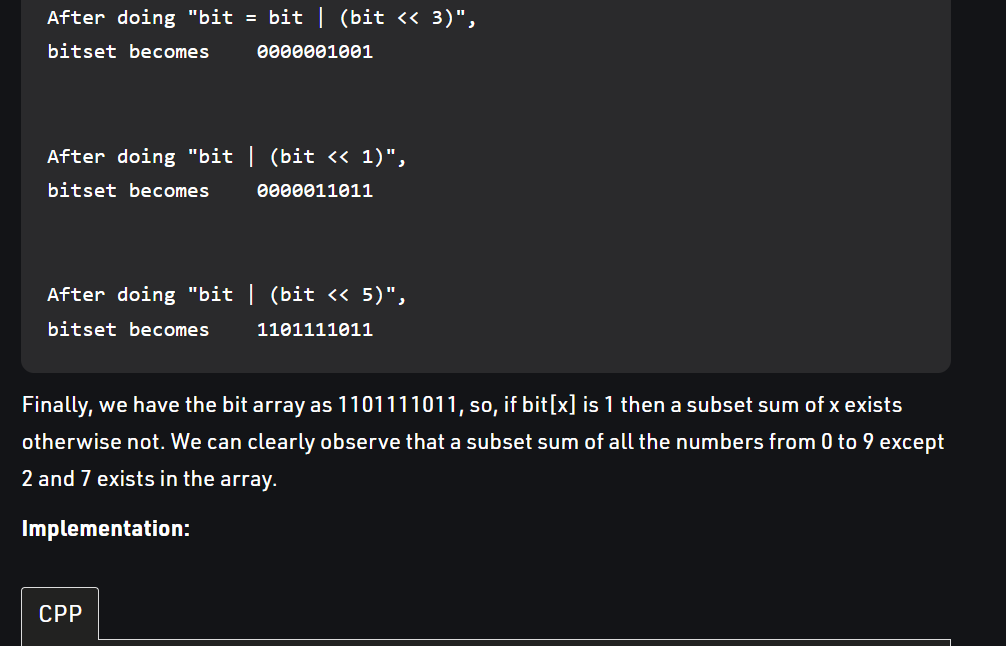 After doing "bit = bit | (bit << 3)",
bitset becomes    0000001001
After doing "bit | (bit << 1)",
bitset becomes    0000011011
After doing "bit | (bit << 5)",
bitset becomes    1101111011
Finally, we have the bit array as 1101111011, so, if bit[x] is 1 then a subset sum of x exists
otherwise not. We can clearly observe that a subset sum of all the numbers from 0 to 9 except
2 and 7 exists in the array.
Implementation:
CPP